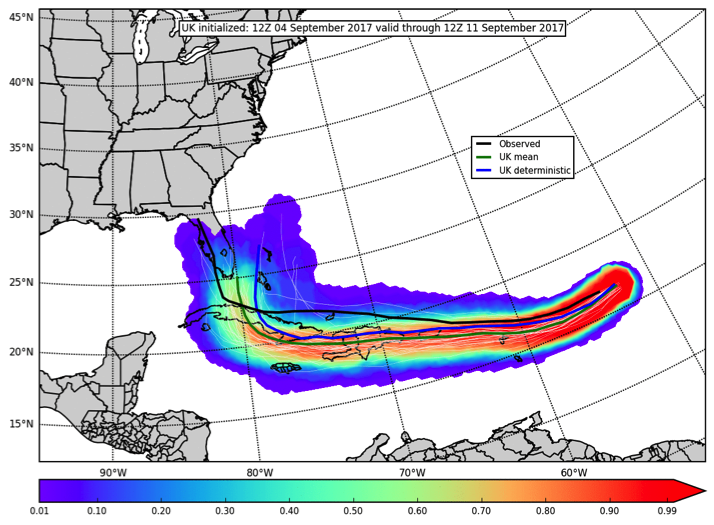 UK initialized: 12Z 04 September 2017 valid through 12Z 11 September 2017
45°N
40°N
35°N
30°N
25°N
20°N
15°N
Observed
UK mean
UK deterministic
90°W 80°W 70°W 60°W
0.01 0.10 0.20 0.30 0.40 0.50 0.60 0.70 0.80 0.90 0.99